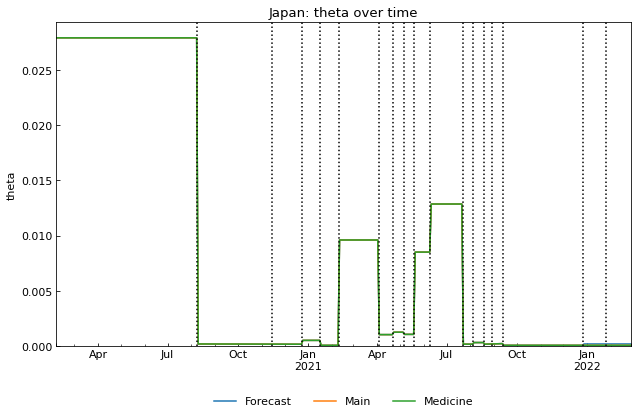 Japan: theta over time
theta
0.025
0.020
0.015
0.010
0.005
0.000
Apr Jul Oct Jan Apr Jul Oct Jan
2021 2022
Forecast Main Medicine